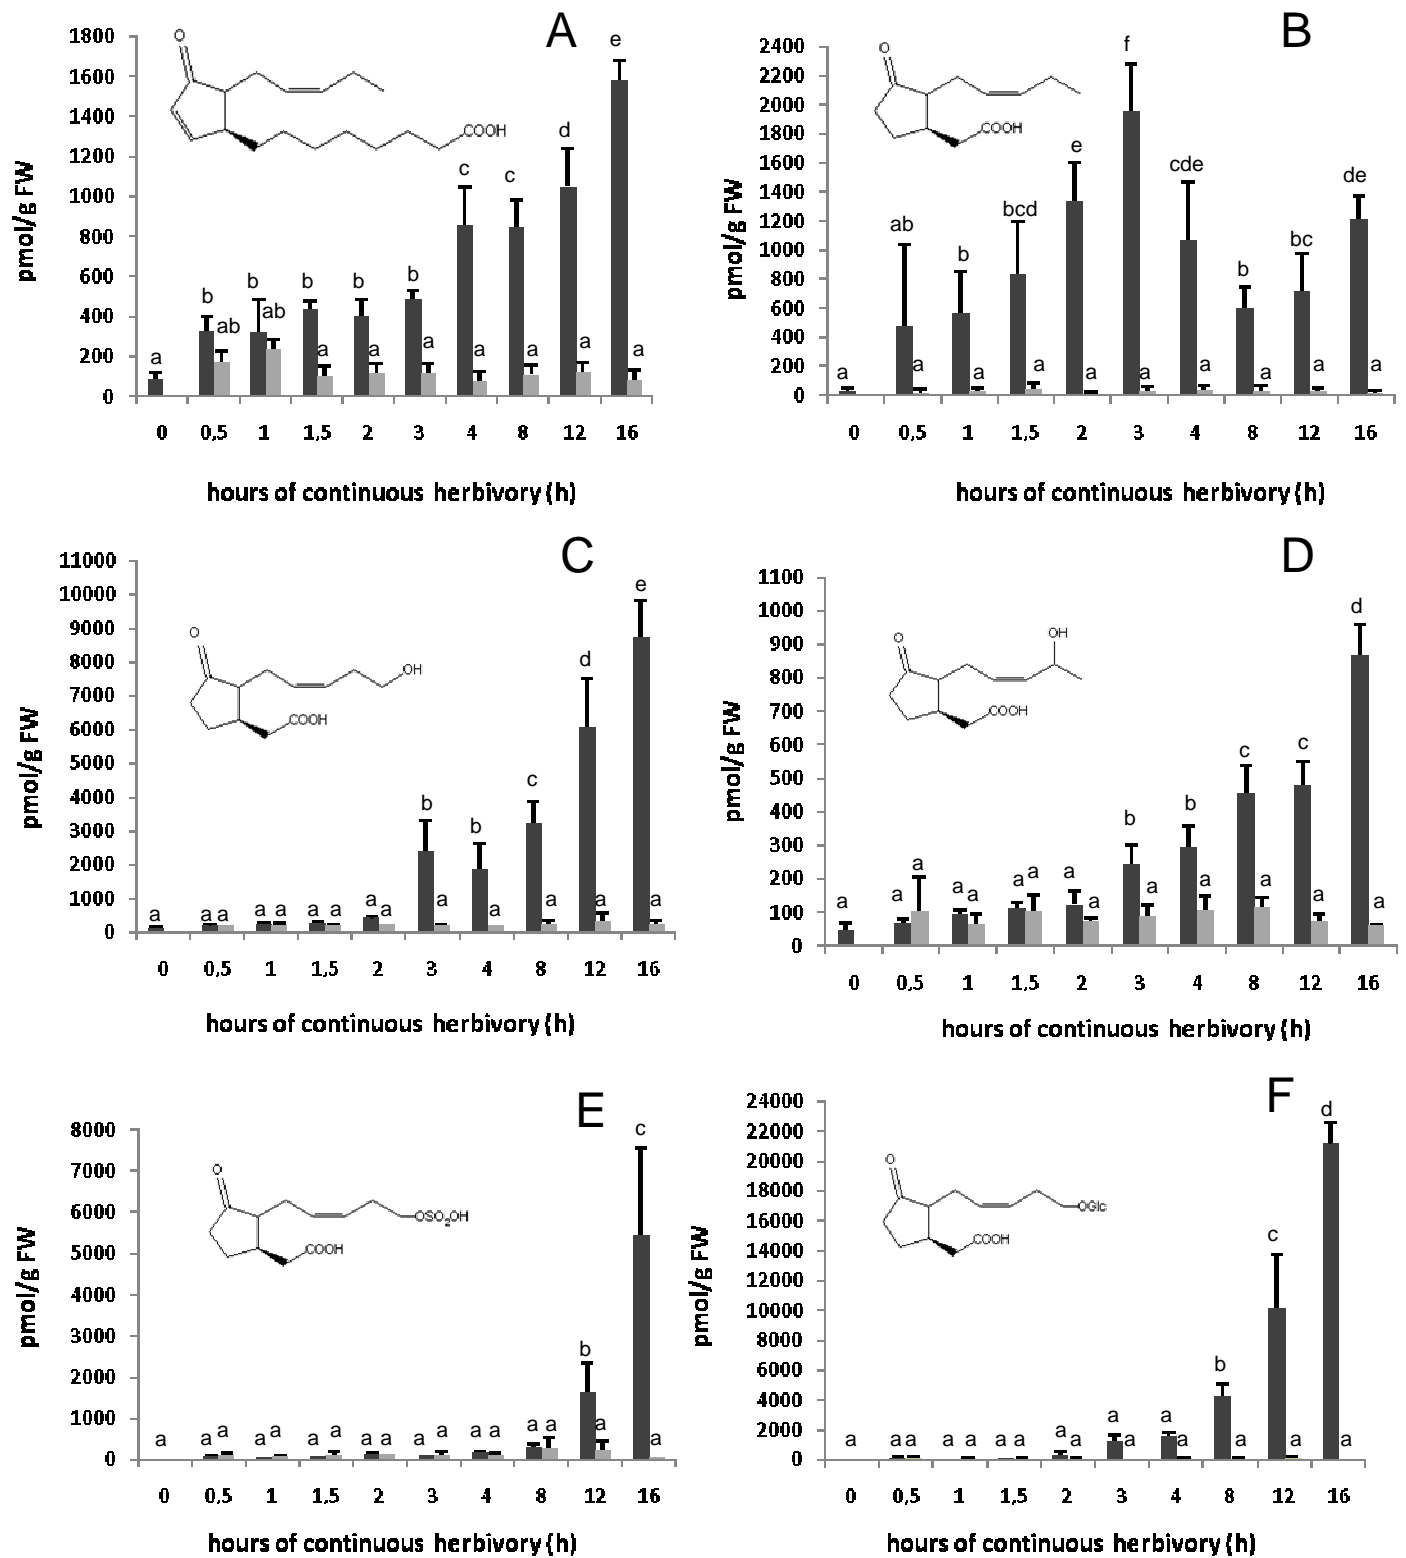 A
1800
1600
1400
1200
1000
800
600
400
200
0
pmol/g FW
O
COOH
a b ab b ab b a b a b a c a c a d a e a
0 0,5 1 1,5 2 3 4 8 12 16
hours of continuous herbivory (h)
B
2400
2200
2000
1800
1600
1400
1200
1000
800
600
400
200
0
pmol/g FW
O
COOH
a ab a b a bcd a e a f a cde a b a bc a de a
0 0,5 1 1,5 2 3 4 8 12 16
hours of continuous herbivory (h)
C
11000
10000
9000
8000
7000
6000
5000
4000
3000
2000
1000
0
pmol/g FW
O
OH
COOH
a a a a a a a a a b a b a c a d a e a
0 0,5 1 1,5 2 3 4 8 12 16
hours of continuous herbivory (h)
D
1100
1000
900
800
700
600
500
400
300
200
100
0
pmol/g FW
O
OH
COOH
a a a a a a a a a b a b a c a c a d a
0 0,5 1 1,5 2 3 4 8 12 16
hours of continuous herbivory (h)
E
8000
7000
6000
5000
4000
3000
2000
1000
0
pmol/g FW
O
OSO2OH
COOH
a a a a a a a a a a a a a a a b a c a
0 0,5 1 1,5 2 3 4 8 12 16
hours of continuous herbivory (h)
F
24000
22000
20000
18000
16000
14000
12000
10000
8000
6000
4000
2000
0
pmol/g FW
O
OGlc
COOH
a a a a a a a a a a a a a b a c a d a
0 0,5 1 1,5 2 3 4 8 12 16
hours of continuous herbivory (h)